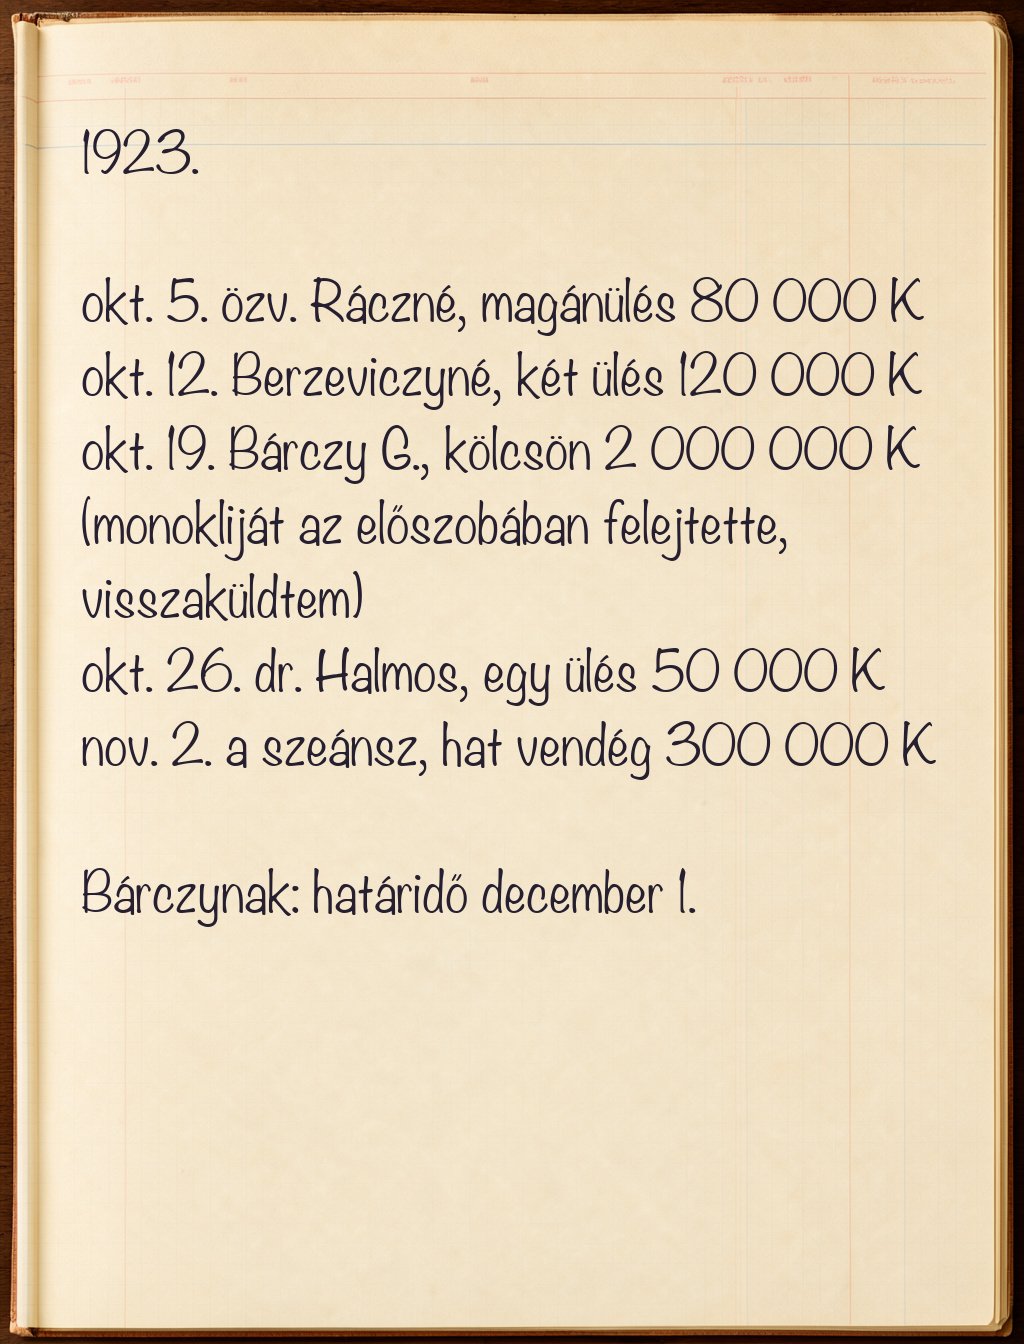 1923.
okt. 5. özv. Ráczné, magánülés 80 000 K
okt. 12. Berzeviczyné, két ülés 120 000 K
okt. 19. Bárczy G., kölcsön 2 000 000 K
(monokliját az előszobában felejtette,
visszaküldtem)
okt. 26. dr. Halmos, egy ülés 50 000 K
nov. 2. a szeánsz, hat vendég 300 000 K
Bárczynak: határidő december 1.